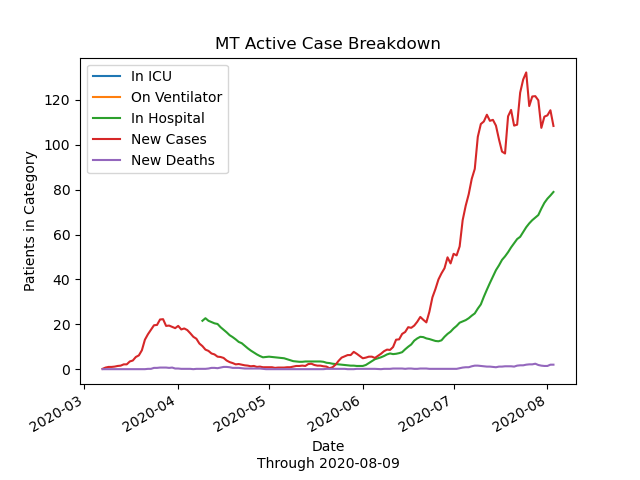 MT Active Case Breakdown
In ICU
On Ventilator
In Hospital
New Cases
New Deaths
Patients in Category
120
100
80
60
40
20
0
2020-03
2020-04
2020-05
2020-06
2020-07
2020-08
Date
Through 2020-08-09